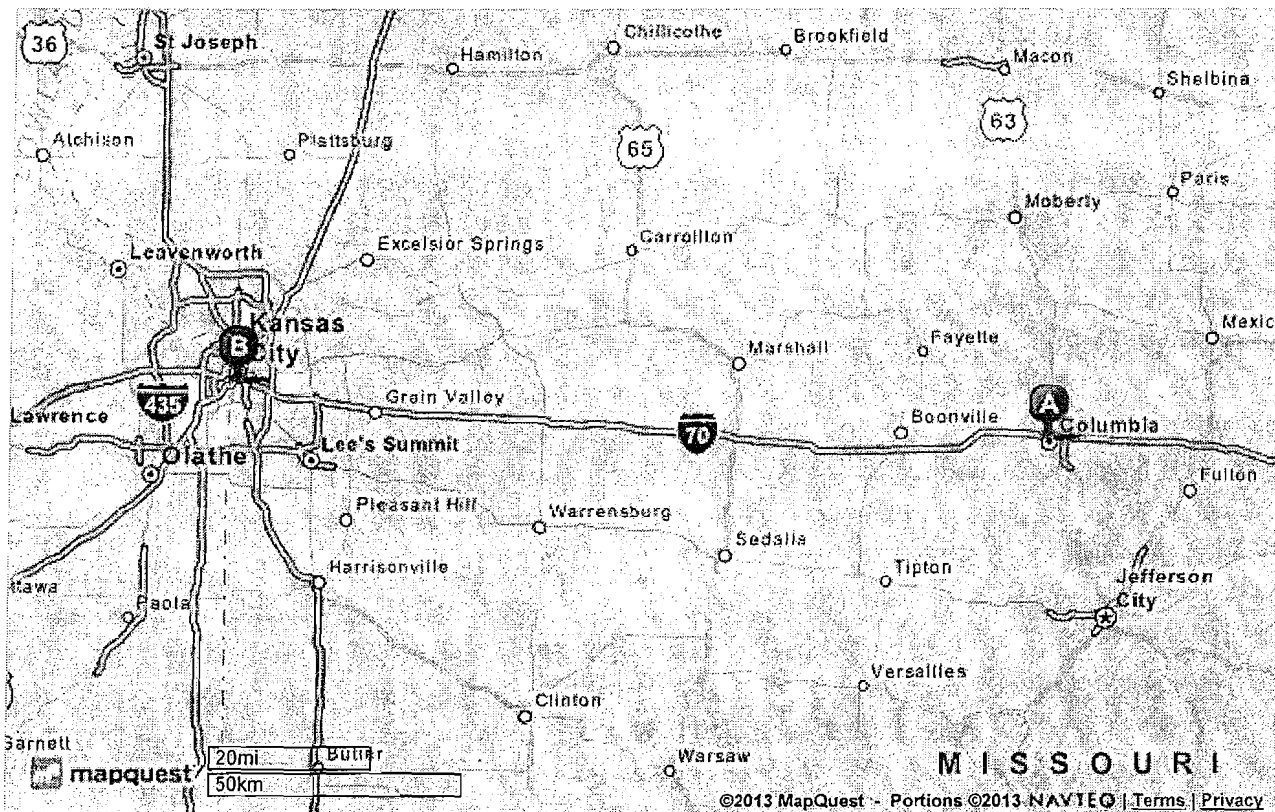 36
St Joseph
Hamilton
Chillicothe
Brookfield
Macon
Shelbina
63
65
Atchison
Plattsburg
Paris
Moberly
Leavenworth
Excelsior Springs
Carrollton
Kansas
City
B
Mexic
Marshall
Fayette
435
Grain Valley
Lawrence
70
Boonville
A
Columbia
Olathe
Lee's Summit
Fulton
Pleasant Hill
Warrensburg
Sedalia
Harrisonville
Tipton
Jefferson
City
ttawa
Paola
Versailles
Clinton
Garnett
mapquest
20mi
Butler
50km
Warsaw
MISSOURI
©2013 MapQuest - Portions ©2013 NAVTEQ | Terms | Privacy